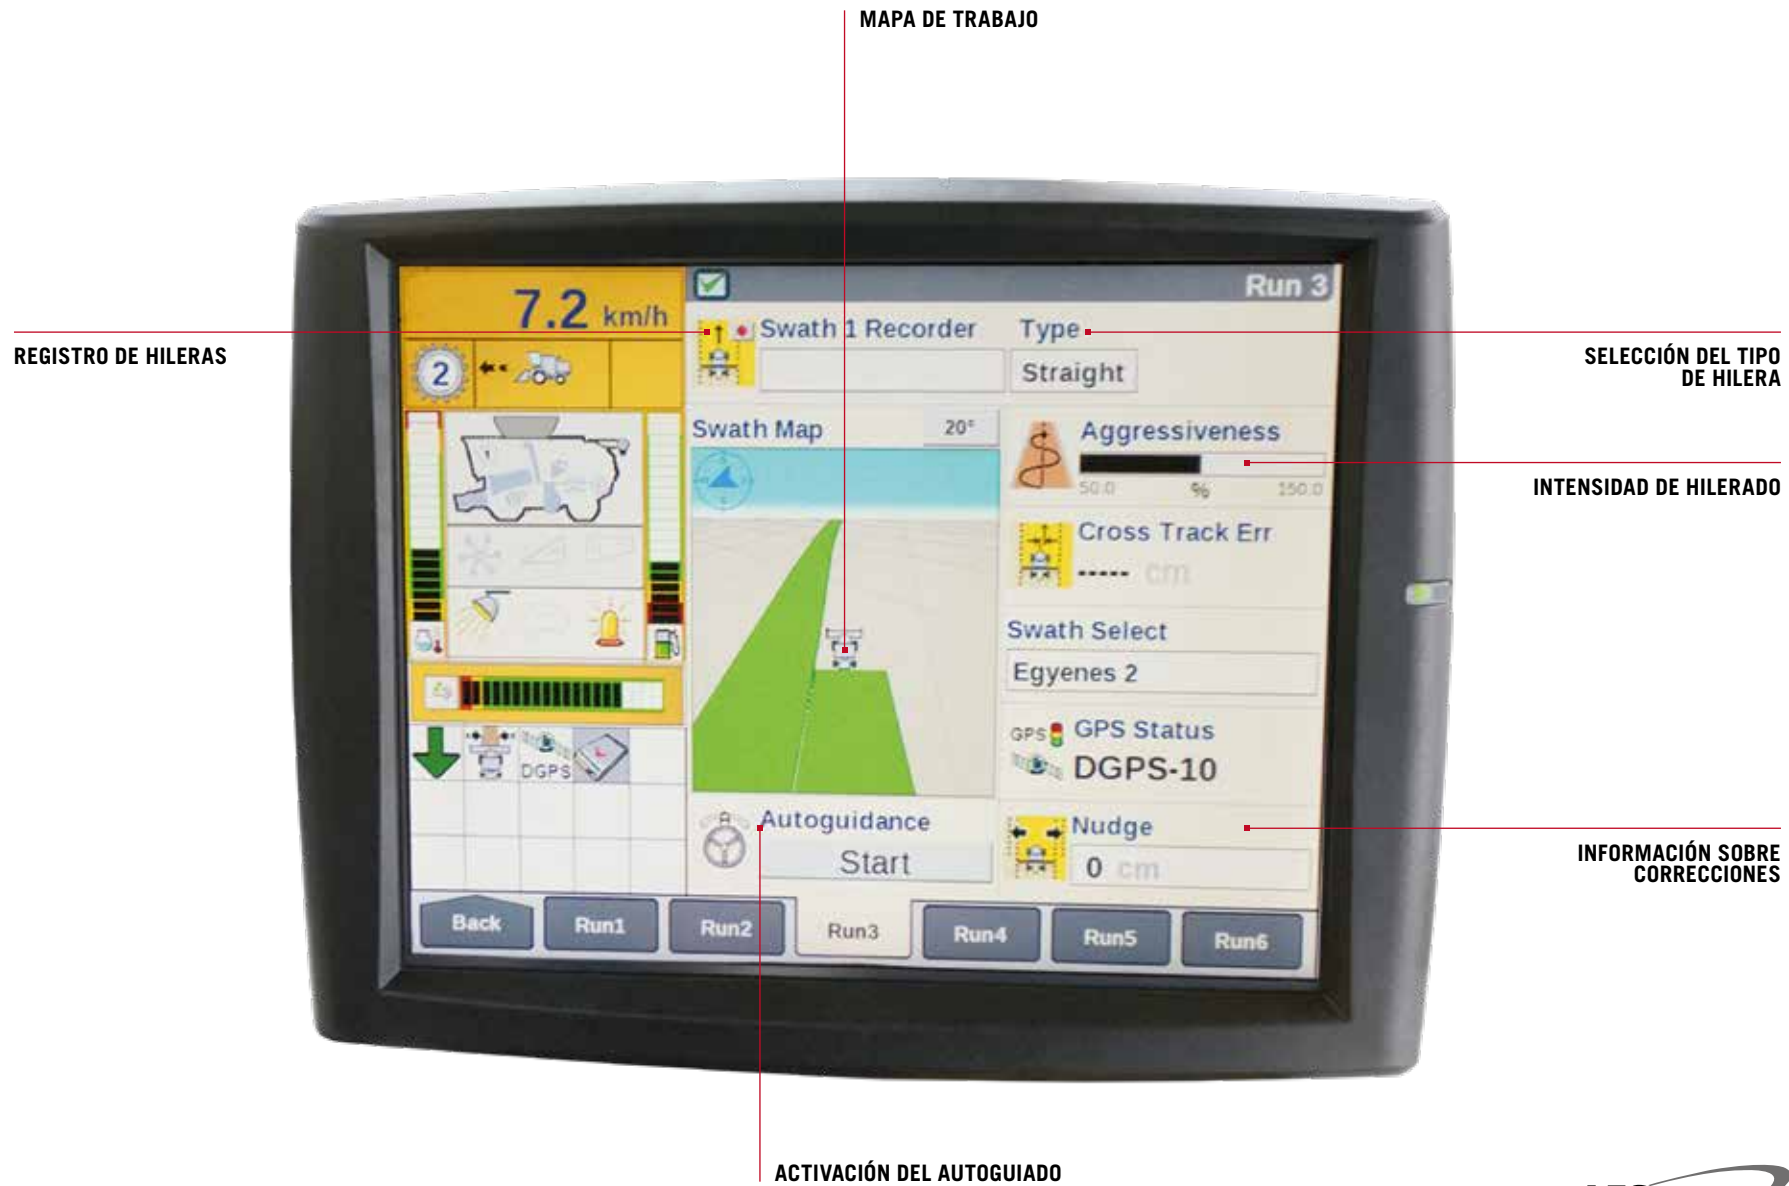 MAPA DE TRABAJO
REGISTRO DE HILERAS
SELECCIÓN DEL TIPO
DE HILERA
INTENSIDAD DE HILERADO
INFORMACIÓN SOBRE
CORRECCIONES
ACTIVACIÓN DEL AUTOGUIADO
7.2 km/h
2
DGPS
Run 3
Swath 1 Recorder
Type
Straight
Swath Map
20°
Aggressiveness
50.0 % 150.0
Cross Track Err
----- cm
Swath Select
Egyenes 2
GPS
GPS Status
DGPS-10
Autoguidance
Start
Nudge
0 cm
Back
Run1
Run2
Run3
Run4
Run5
Run6